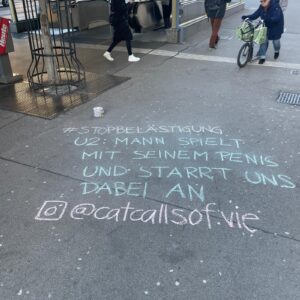 #STOPBELÄSTIGUNG
U2: MANN SPIELT
MIT SEINEM PENIS
UND STARRT UNS
DABEI AN
@catcallsof.vie